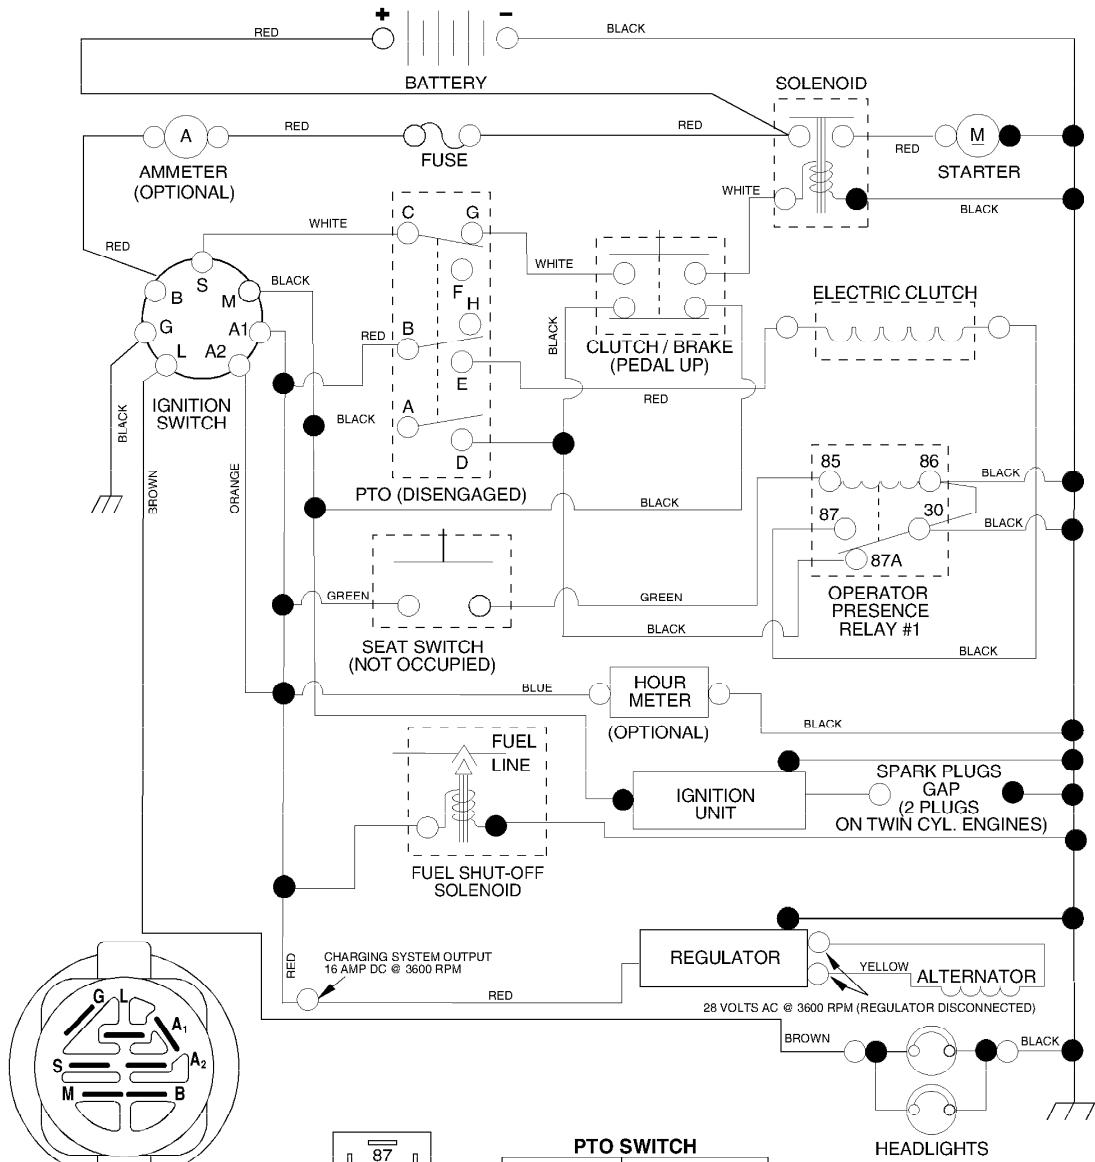 + −
RED
BLACK
BATTERY
SOLENOID
A
RED
FUSE
RED
RED
M
AMMETER
(OPTIONAL)
STARTER
WHITE
BLACK
C G
WHITE
RED
S
WHITE
F
B
M
BLACK
H
ELECTRIC CLUTCH
G
A1
B
RED
BLACK
L
A2
CLUTCH / BRAKE
(PEDAL UP)
E
IGNITION
SWITCH
RED
A
BLACK
BLACK
D
BROWN
ORANGE
PTO (DISENGAGED)
BLACK
85 86
BLACK
87
30
BLACK
87A
GREEN
GREEN
OPERATOR
PRESENCE
RELAY #1
BLACK
SEAT SWITCH
(NOT OCCUPIED)
BLACK
BLUE
HOUR
METER
(OPTIONAL)
BLACK
FUEL
LINE
IGNITION
UNIT
SPARK PLUGS
GAP
(2 PLUGS
ON TWIN CYL. ENGINES)
FUEL SHUT-OFF
SOLENOID
RED
CHARGING SYSTEM OUTPUT
16 AMP DC @ 3600 RPM
RED
REGULATOR
YELLOW
ALTERNATOR
28 VOLTS AC @ 3600 RPM (REGULATOR DISCONNECTED)
BROWN
BLACK
HEADLIGHTS
G L
A1
S
A2
M
B
87
PTO SWITCH